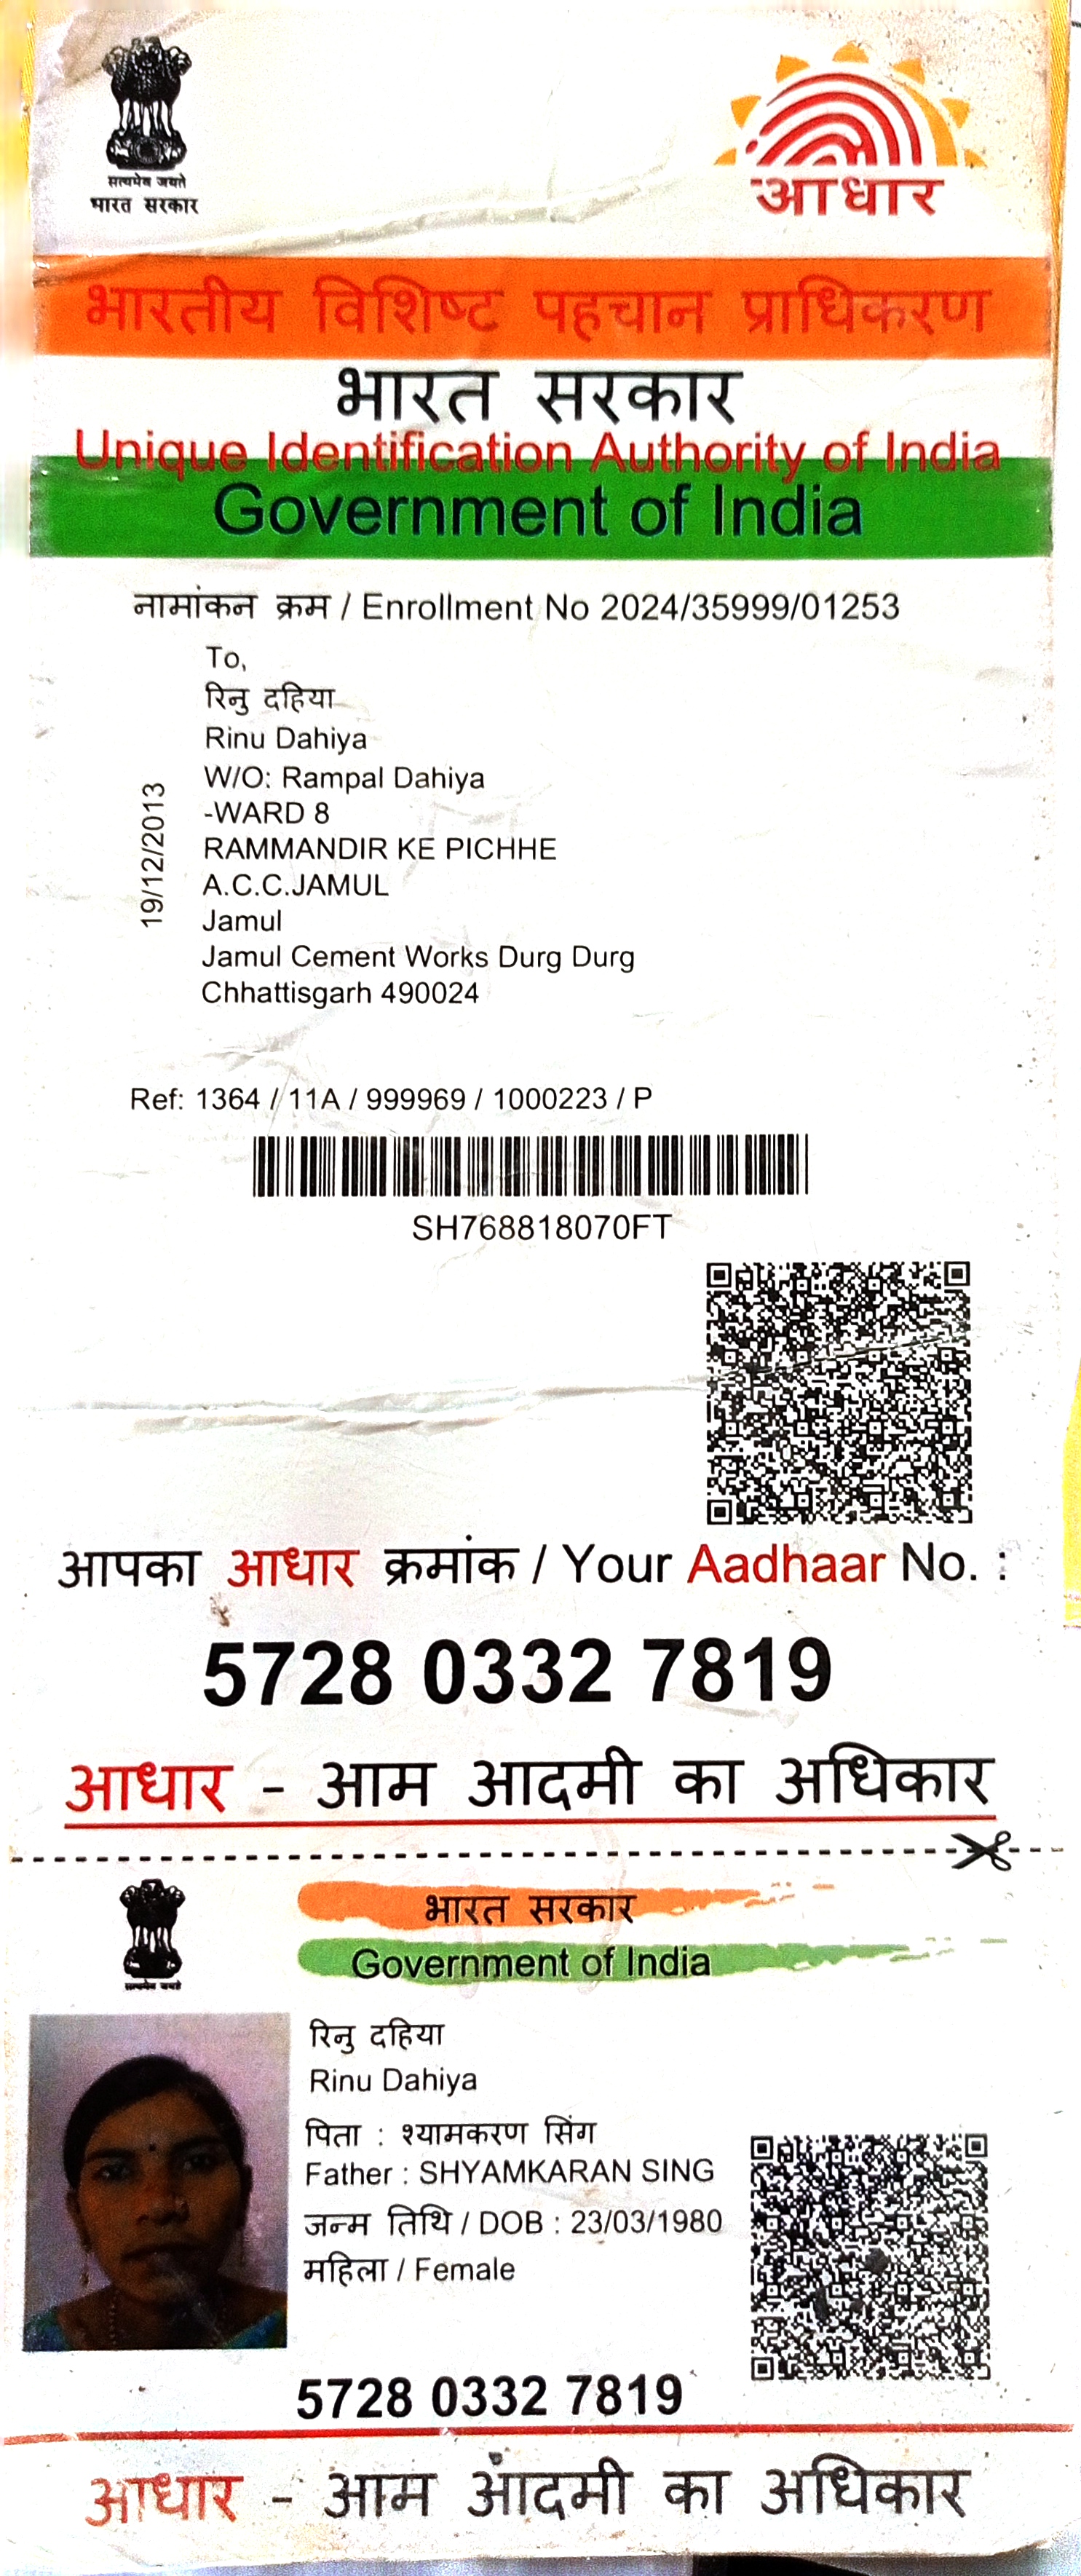 सत्यमेव जयते
भारत सरकार
आधार
भारतीय विशिष्ट पहचान प्राधिकरण
भारत सरकार
Unique Identification Authority of India
Government of India
नामांकन क्रम / Enrollment No 2024/35999/01253
To,
रिनु दहिया
Rinu Dahiya
W/O: Rampal Dahiya
-WARD 8
RAMMANDIR KE PICHHE
A.C.C.JAMUL
Jamul
Jamul Cement Works Durg Durg
Chhattisgarh 490024
19/12/2013
Ref: 1364 / 11A / 999969 / 1000223 / P
SH768818070FT
आपका आधार क्रमांक / Your Aadhaar No. :
5728 0332 7819
आधार - आम आदमी का अधिकार
भारत सरकार
Government of India
सत्यमेव जयते
रिनु दहिया
Rinu Dahiya
पिता : श्यामकरण सिंग
Father : SHYAMKARAN SING
जन्म तिथि / DOB : 23/03/1980
महिला / Female
5728 0332 7819
आधार - आम आदमी का अधिकार